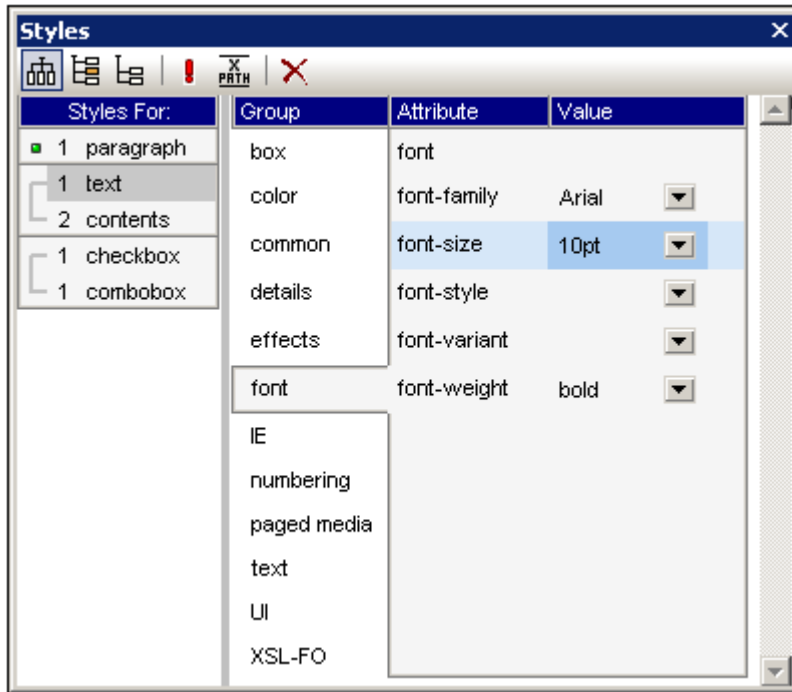 Styles
X PATH
Styles For:
1 paragraph
1 text
2 contents
1 checkbox
1 combobox
Group Attribute Value
box font
color font-family Arial
common font-size 10pt
details font-style
effects font-variant
font font-weight bold
IE
numbering
paged media
text
UI
XSL-FO